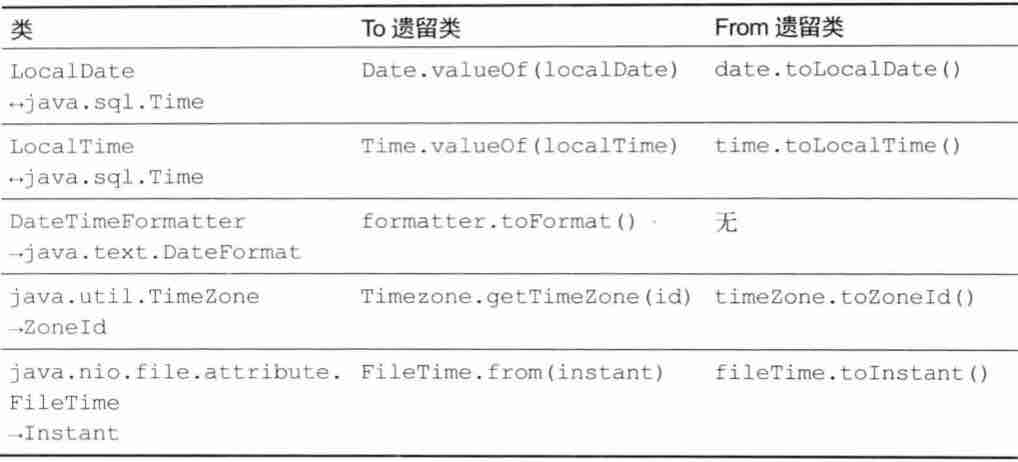 类 To 遗留类 From 遗留类
LocalDate Date.valueOf(localDate) date.toLocalDate()
↔java.sql.Time
LocalTime Time.valueOf(localTime) time.toLocalTime()
↔java.sql.Time
DateTimeFormatter formatter.toFormat() 无
→java.text.DateFormat
java.util.TimeZone Timezone.getTimeZone(id) timeZone.toZoneId()
→ZoneId
java.nio.file.attribute. FileTime.from(instant) fileTime.toInstant()
FileTime
→Instant